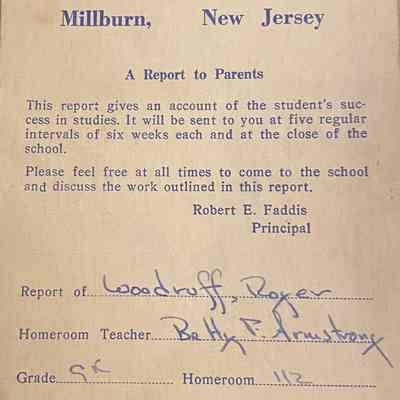 Millburn, New Jersey
A Report to Parents
This report gives an account of the student's suc-
cess in studies. It will be sent to you at five regular
intervals of six weeks each and at the close of the
school.
Please feel free at all times to come to the school
and discuss the work outlined in this report.
Robert E. Faddis
Principal
Report of Woodruff, Roger
Homeroom Teacher Betty F. Armstrong
Grade Homeroom 112